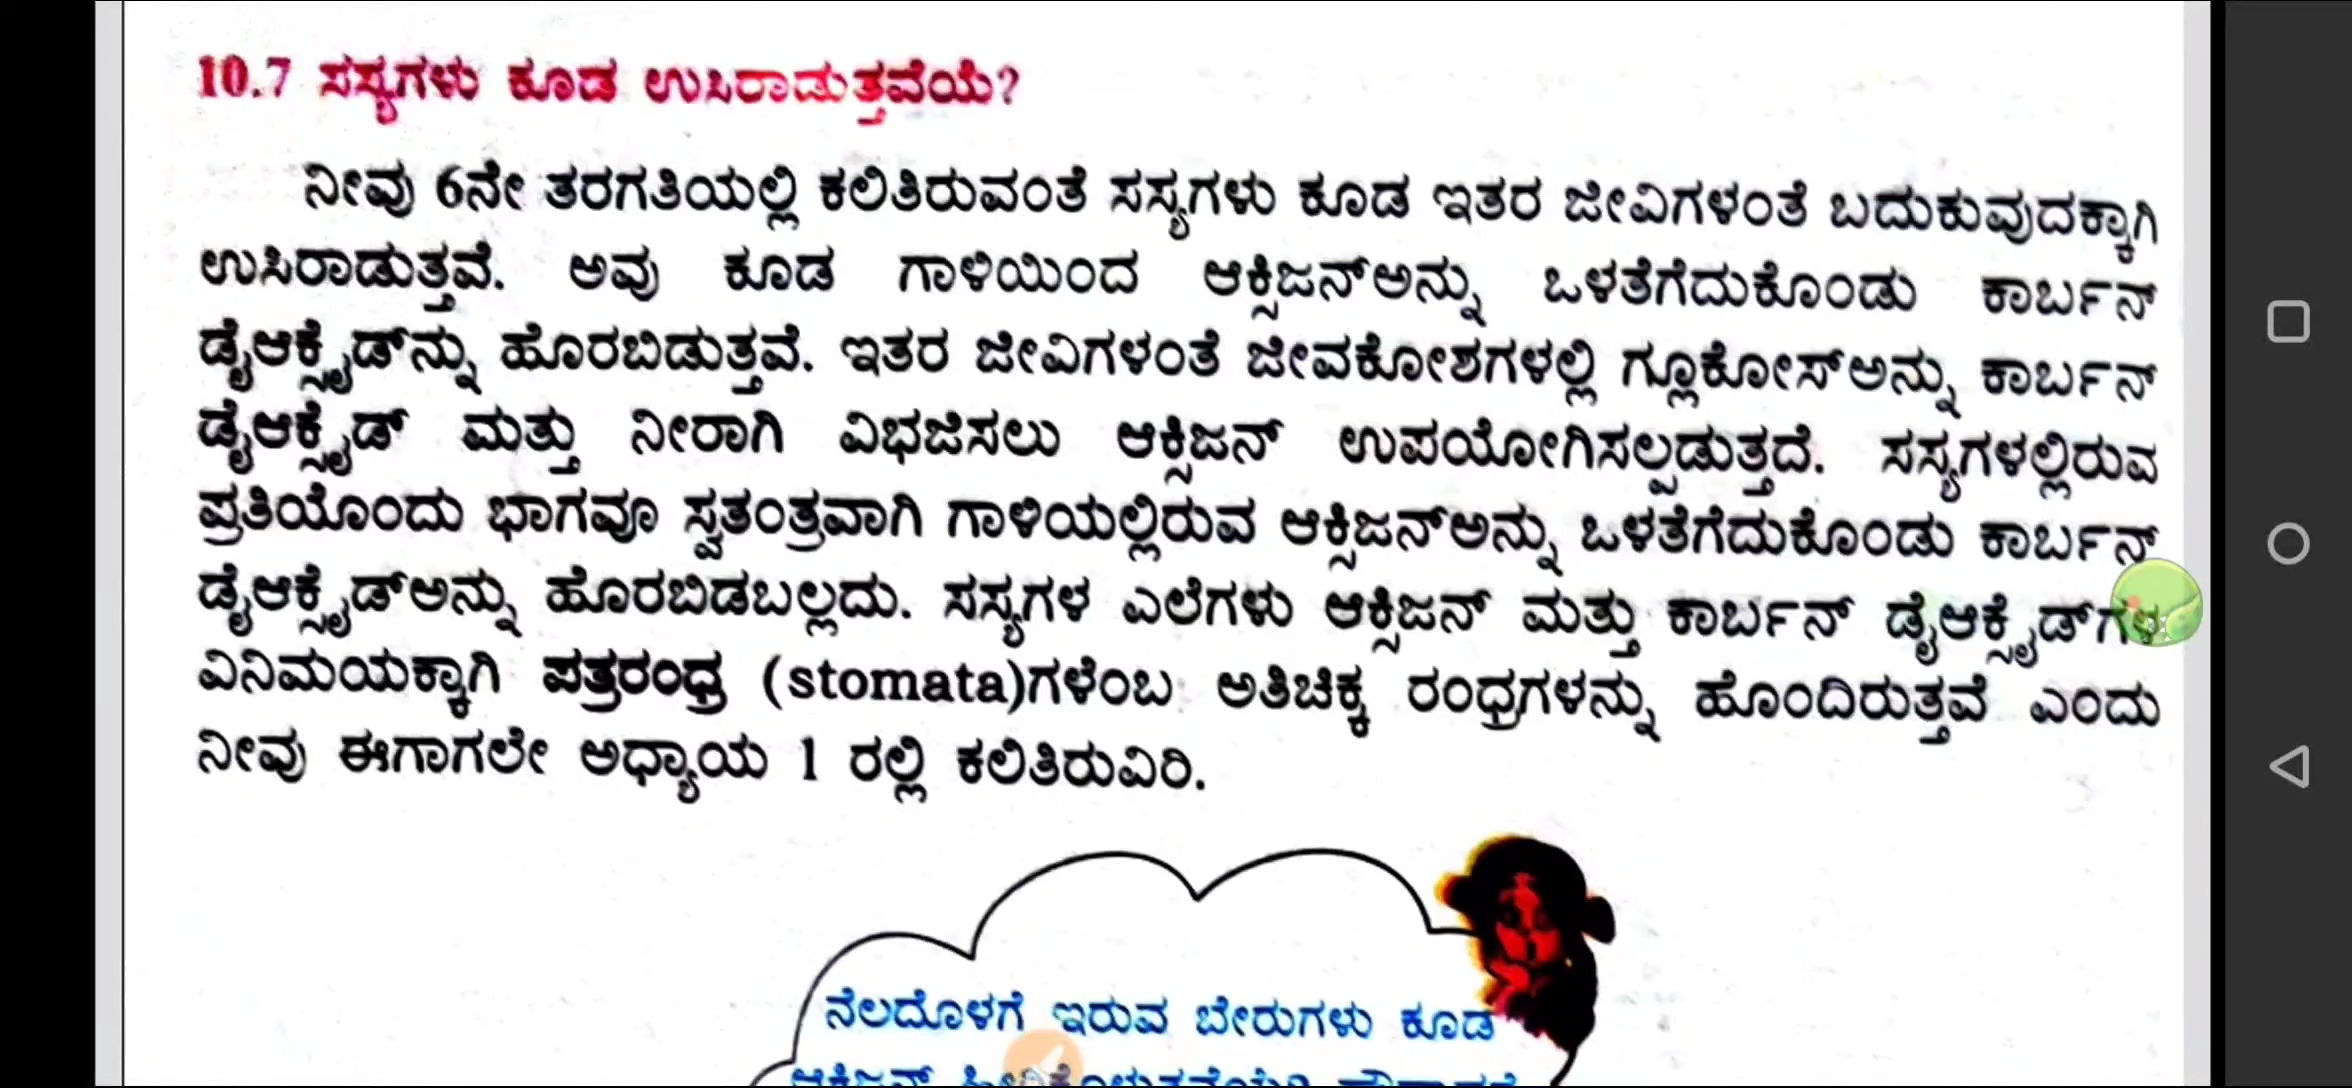 10.7 ಸಸ್ಯಗಳು ಕೂಡ ಉಸಿರಾಡುತ್ತವೆಯೆ?
ನೀವು 6ನೇ ತರಗತಿಯಲ್ಲಿ ಕಲಿತಿರುವಂತೆ ಸಸ್ಯಗಳು ಕೂಡ ಇತರ ಜೀವಿಗಳಂತೆ ಬದುಕುವುದಕ್ಕಾಗಿ
ಉಸಿರಾಡುತ್ತವೆ. ಅವು ಕೂಡ ಗಾಳಿಯಿಂದ ಆಕ್ಸಿಜನ್‌ಅನ್ನು ಒಳತೆಗೆದುಕೊಂಡು ಕಾರ್ಬನ್
ಡೈಆಕ್ಸೈಡ್‌ನ್ನು ಹೊರಬಿಡುತ್ತವೆ. ಇತರ ಜೀವಿಗಳಂತೆ ಜೀವಕೋಶಗಳಲ್ಲಿ ಗ್ಲೂಕೋಸ್‌ಅನ್ನು ಕಾರ್ಬನ್
ಡೈಆಕ್ಸೈಡ್ ಮತ್ತು ನೀರಾಗಿ ವಿಭಜಿಸಲು ಆಕ್ಸಿಜನ್ ಉಪಯೋಗಿಸಲ್ಪಡುತ್ತದೆ. ಸಸ್ಯಗಳಲ್ಲಿರುವ
ಪ್ರತಿಯೊಂದು ಭಾಗವೂ ಸ್ವತಂತ್ರವಾಗಿ ಗಾಳಿಯಲ್ಲಿರುವ ಆಕ್ಸಿಜನ್‌ಅನ್ನು ಒಳತೆಗೆದುಕೊಂಡು ಕಾರ್ಬನ್
ಡೈಆಕ್ಸೈಡ್‌ಅನ್ನು ಹೊರಬಿಡಬಲ್ಲದು. ಸಸ್ಯಗಳ ಎಲೆಗಳು ಆಕ್ಸಿಜನ್ ಮತ್ತು ಕಾರ್ಬನ್ ಡೈಆಕ್ಸೈಡ್‌ಗಳ
ವಿನಿಮಯಕ್ಕಾಗಿ ಪತ್ರರಂಧ್ರ (stomata)ಗಳೆಂಬ ಅತಿಚಿಕ್ಕ ರಂಧ್ರಗಳನ್ನು ಹೊಂದಿರುತ್ತವೆ ಎಂದು
ನೀವು ಈಗಾಗಲೇ ಅಧ್ಯಾಯ 1 ರಲ್ಲಿ ಕಲಿತಿರುವಿರಿ.
ನೆಲದೊಳಗೆ ಇರುವ ಬೇರುಗಳು ಕೂಡ